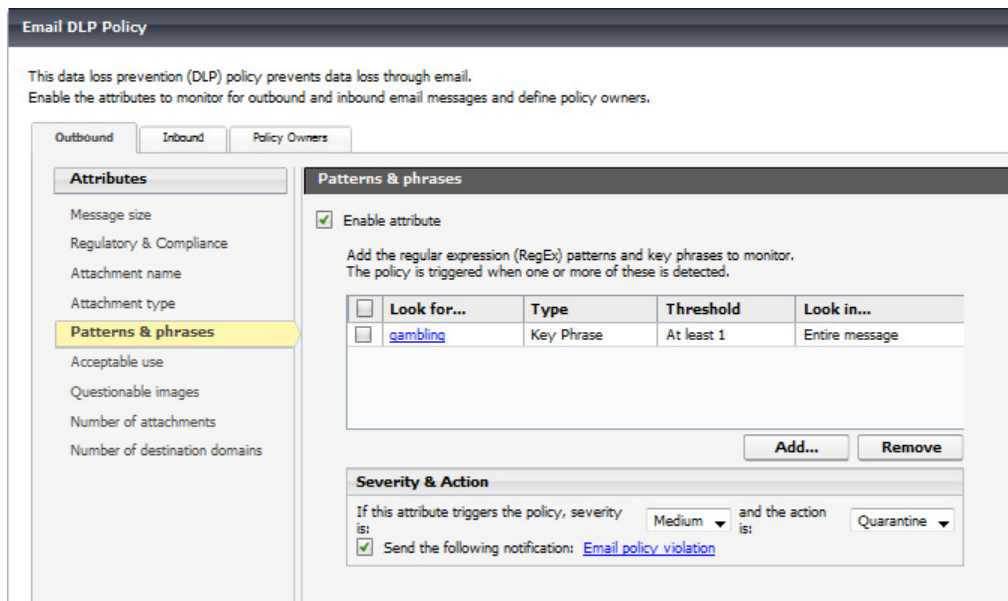 Email DLP Policy
This data loss prevention (DLP) policy prevents data loss through email.
Enable the attributes to monitor for outbound and inbound email messages and define policy owners.
Outbound Inbound Policy Owners
Attributes
Message size
Regulatory & Compliance
Attachment name
Attachment type
Patterns & phrases
Acceptable use
Questionable images
Number of attachments
Number of destination domains
Patterns & phrases
Enable attribute
Add the regular expression (RegEx) patterns and key phrases to monitor.
The policy is triggered when one or more of these is detected.
Look for... Type Threshold Look in...
gambling Key Phrase At least 1 Entire message
Add... Remove
Severity & Action
If this attribute triggers the policy, severity is: Medium and the action is: Quarantine
Send the following notification: Email policy violation